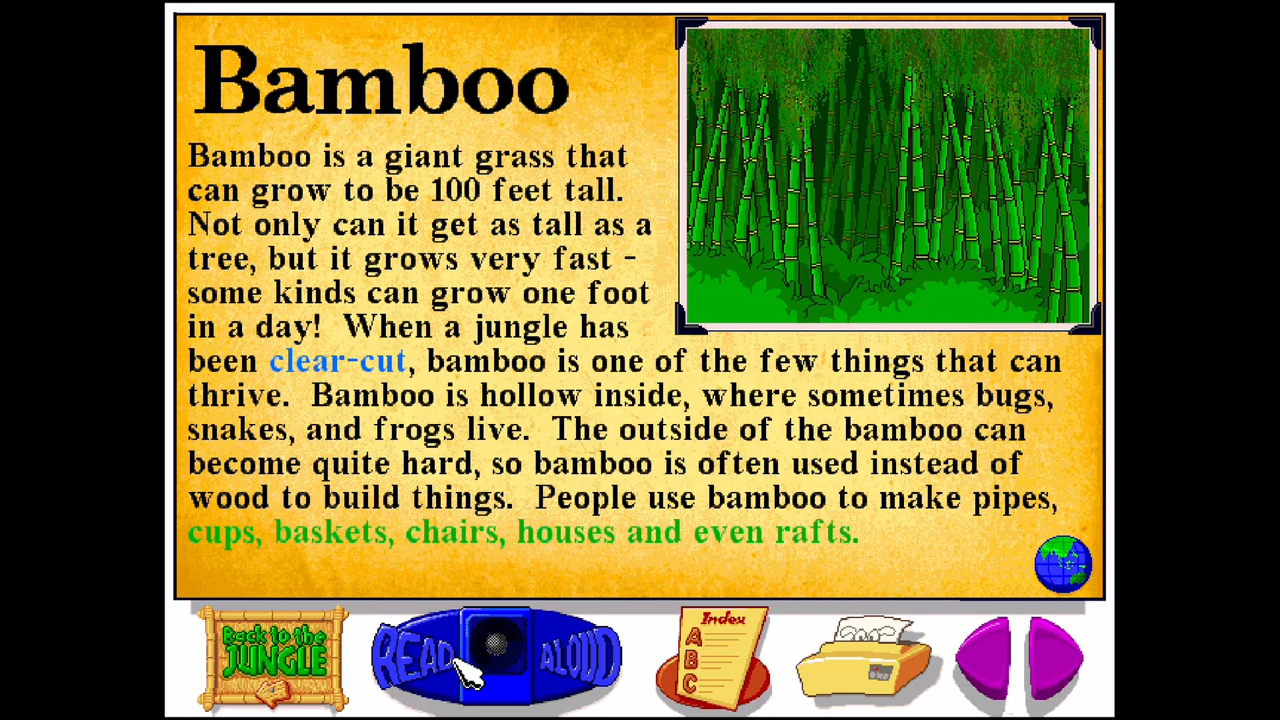 Bamboo
Bamboo is a giant grass that
can grow to be 100 feet tall.
Not only can it get as tall as a
tree, but it grows very fast -
some kinds can grow one foot
in a day!  When a jungle has
been clear-cut, bamboo is one of the few things that can
thrive.  Bamboo is hollow inside, where sometimes bugs,
snakes, and frogs live.  The outside of the bamboo can
become quite hard, so bamboo is often used instead of
wood to build things.  People use bamboo to make pipes,
cups, baskets, chairs, houses and even rafts.
Back to the
JUNGLE
READ ALOUD
Index
A
B
C